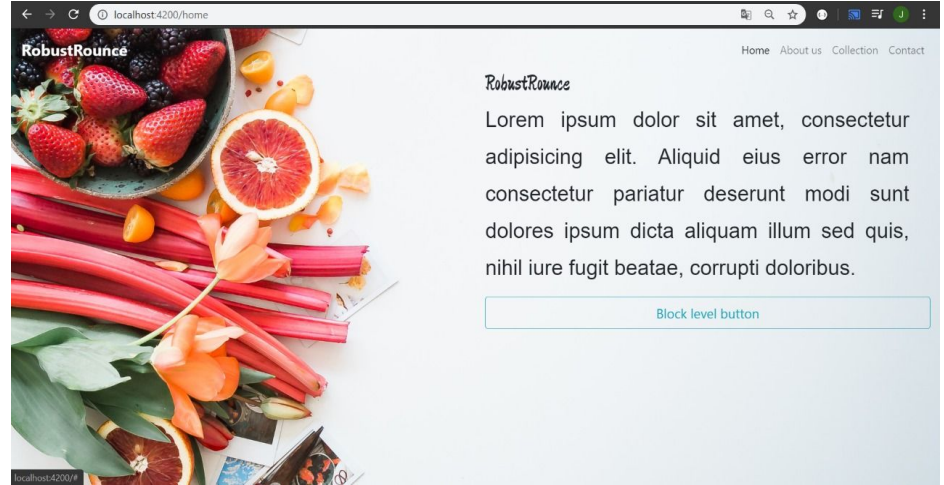 localhost:4200/home
J
RobustRounce
Home About us Collection Contact
RobustRounce
Lorem ipsum dolor sit amet, consectetur
adipisicing elit. Aliquid eius error nam
consectetur pariatur deserunt modi sunt
dolores ipsum dicta aliquam illum sed quis,
nihil iure fugit beatae, corrupti doloribus.
Block level button
localhost:4200/#